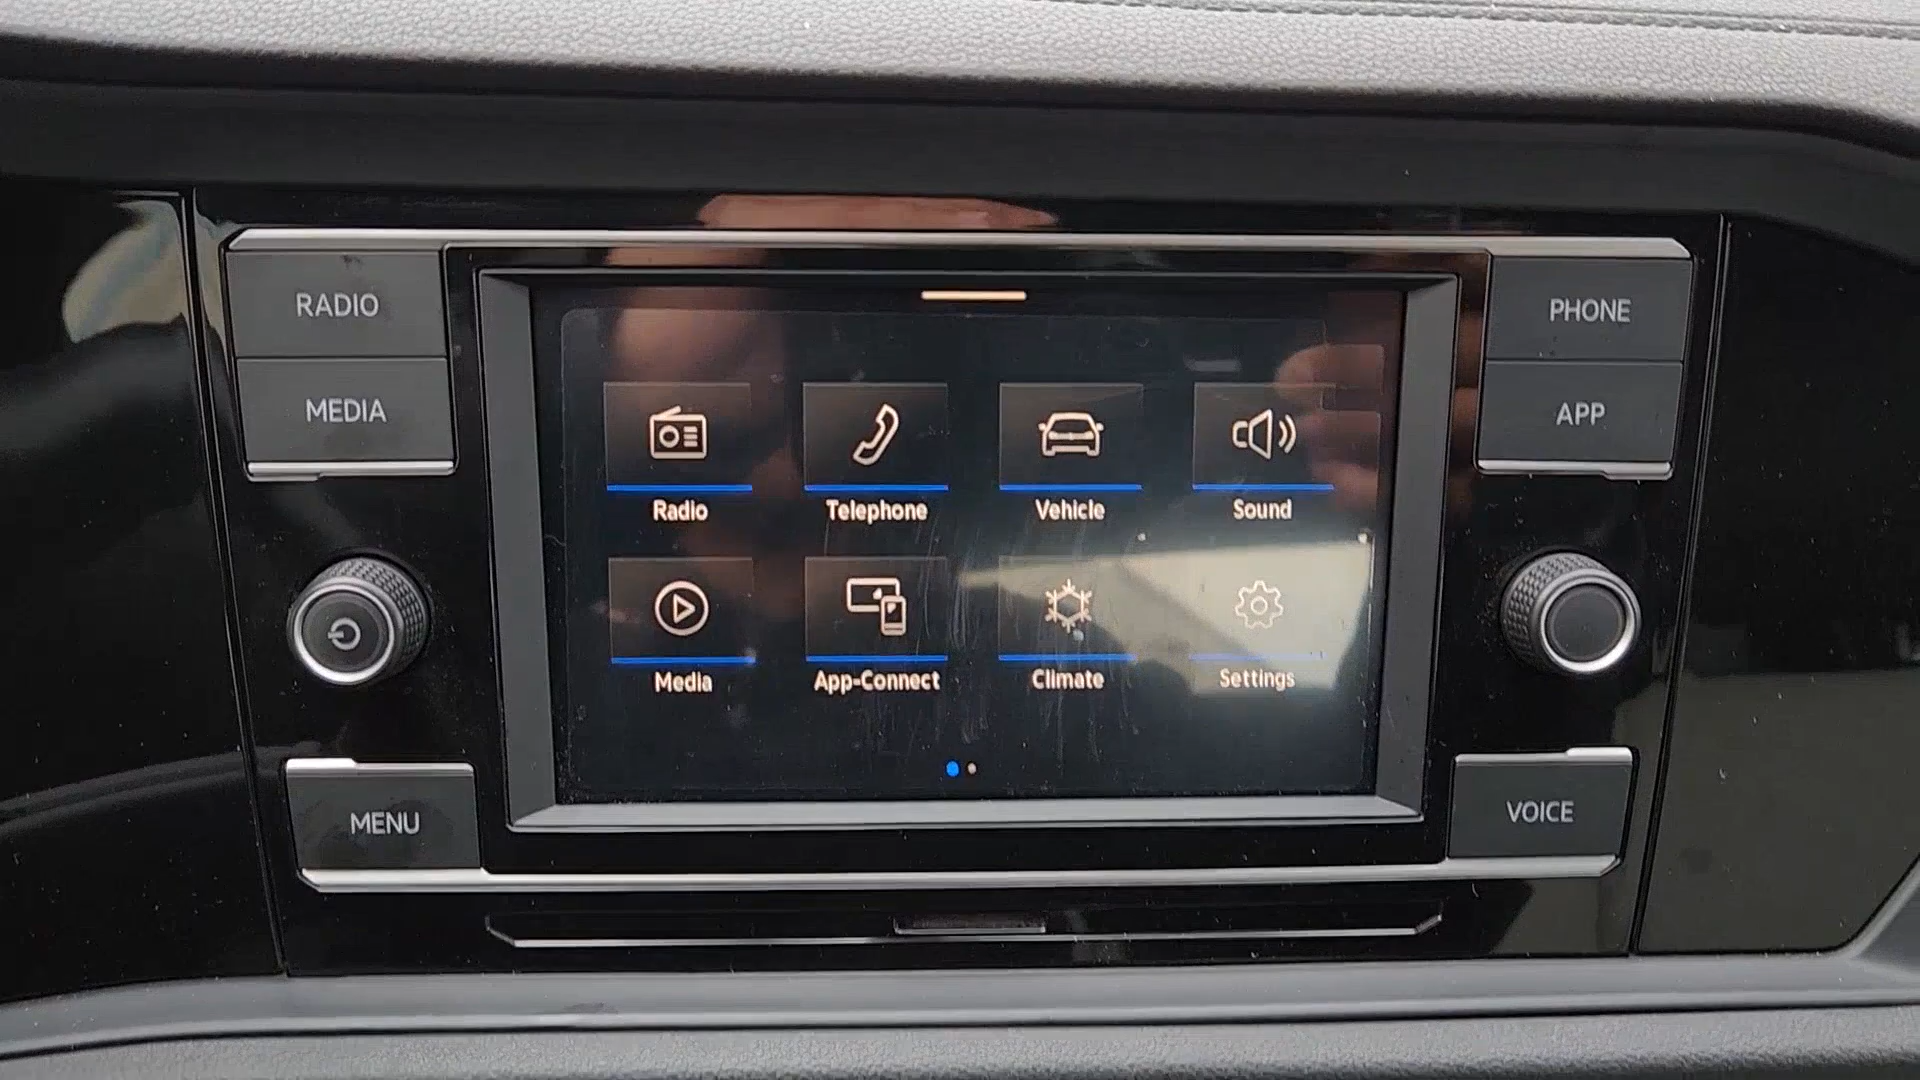 RADIO
PHONE
MEDIA
APP
Radio
Telephone
Vehicle
Sound
Media
App-Connect
Climate
Settings
MENU
VOICE